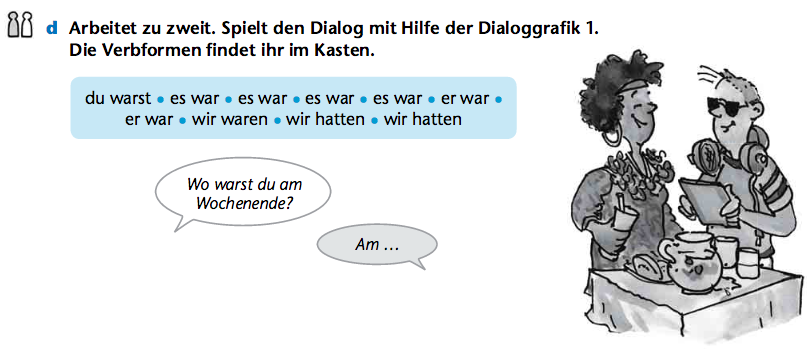 d Arbeitet zu zweit. Spielt den Dialog mit Hilfe der Dialoggrafik 1.
Die Verbformen findet ihr im Kasten.
du warst • es war • es war • es war • es war • er war •
er war • wir waren • wir hatten • wir hatten
Wo warst du am
Wochenende?
Am ...